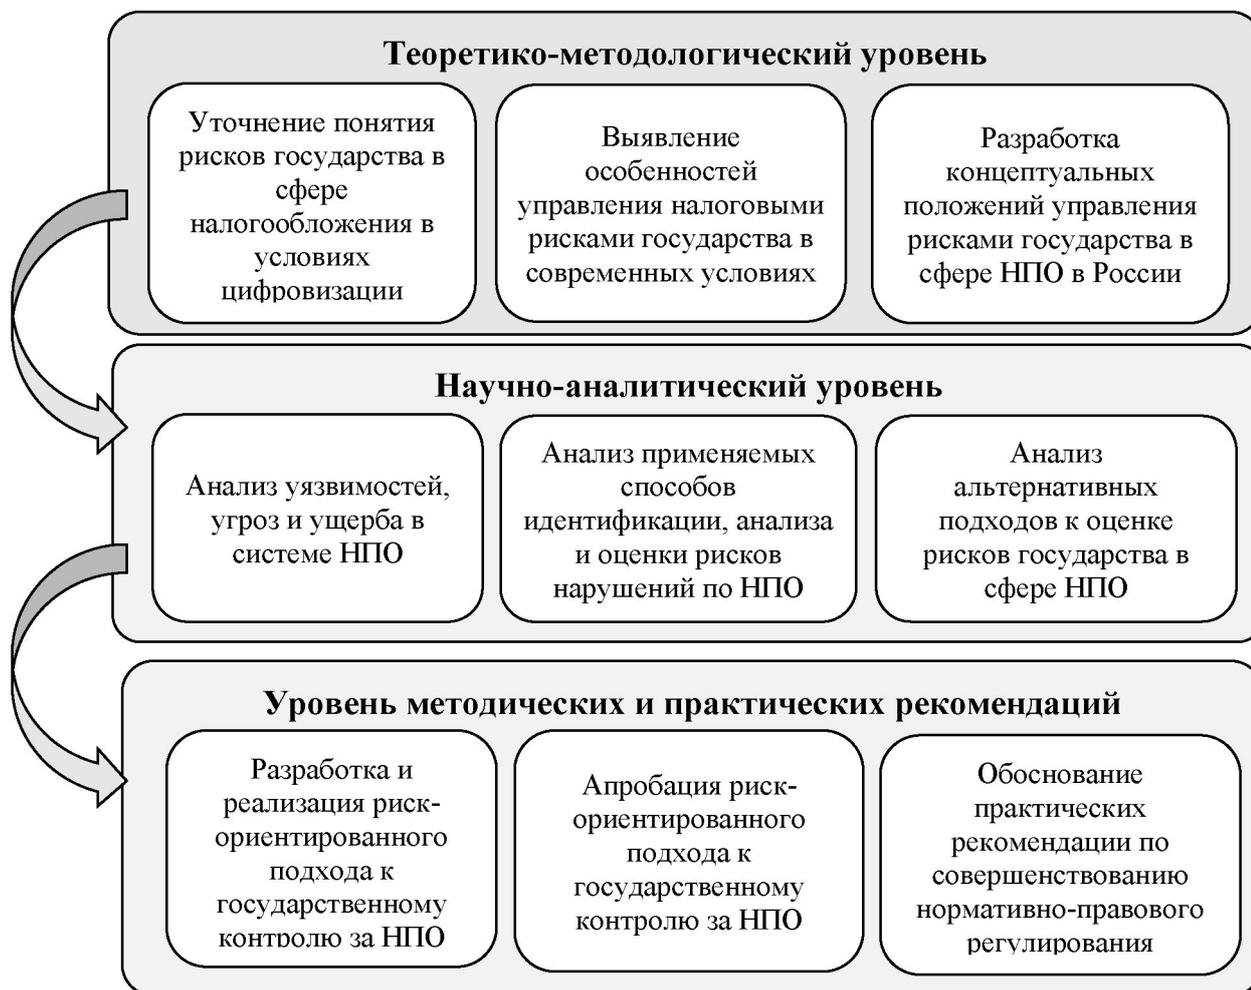 Теоретико-методологический уровень
Уточнение понятия
рисков государства в
сфере
налогообложения в
условиях
цифровизации
Выявление
особенностей
управления налоговыми
рисками государства в
современных условиях
Разработка
концептуальных
положений управления
рисками государства в
сфере НПО в России
Научно-аналитический уровень
Анализ уязвимостей,
угроз и ущерба в
системе НПО
Анализ применяемых
способов
идентификации, анализа
и оценки рисков
нарушений по НПО
Анализ
альтернативных
подходов к оценке
рисков государства в
сфере НПО
Уровень методических и практических рекомендаций
Разработка и
реализация риск-
ориентированного
подхода к
государственному
контролю за НПО
Апробация риск-
ориентированного
подхода к
государственному
контролю за НПО
Обоснование
практических
рекомендации по
совершенствованию
нормативно-правового
регулирования